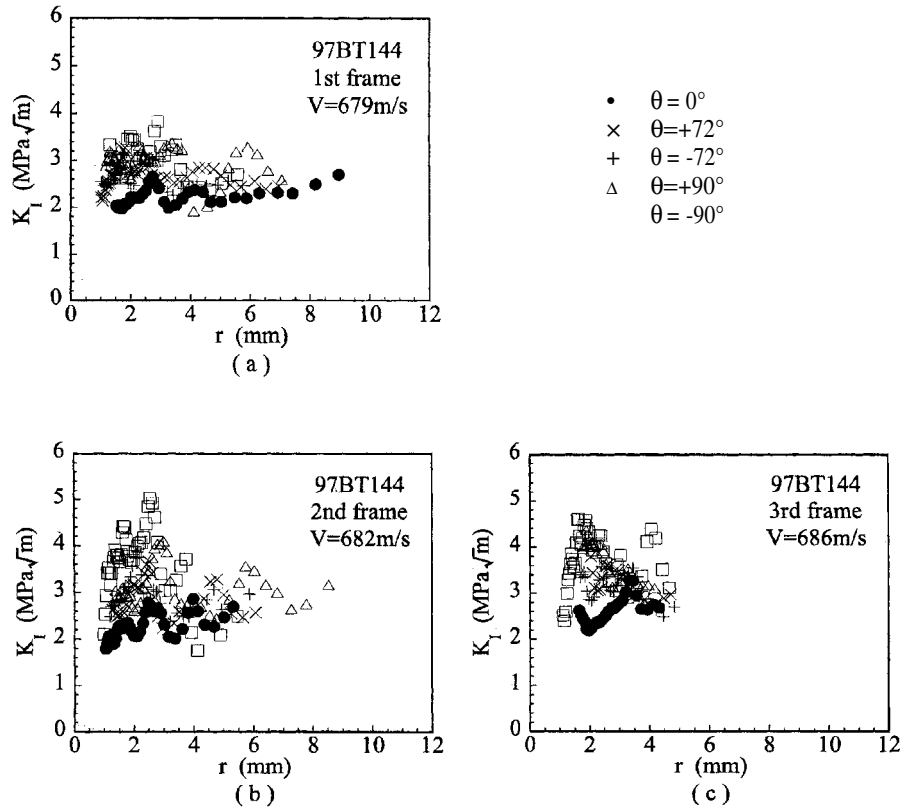 6
5
4
3
2
1
0
K_I (MPa√m)
97BT144
1st frame
V=679m/s
0 2 4 6 8 10 12
r (mm)
( a )
θ = 0°
θ=+72°
θ = -72°
θ=+90°
θ = -90°
6
5
4
3
2
1
0
K_I (MPa√m)
97BT144
2nd frame
V=682m/s
0 2 4 6 8 10 12
r (mm)
( b )
6
5
4
3
2
1
0
K_I (MPa√m)
97BT144
3rd frame
V=686m/s
0 2 4 6 8 10 12
r (mm)
( c )